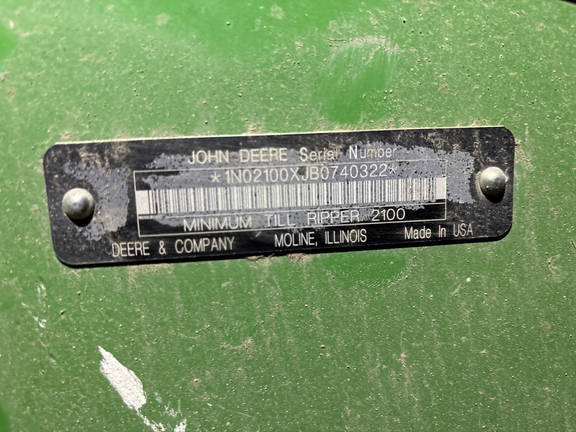 JOHN DEERE Serial Number
*1N02100XJB0740322*
MINIMUM TILL RIPPER 2100
DEERE & COMPANY MOLINE, ILLINOIS Made In USA